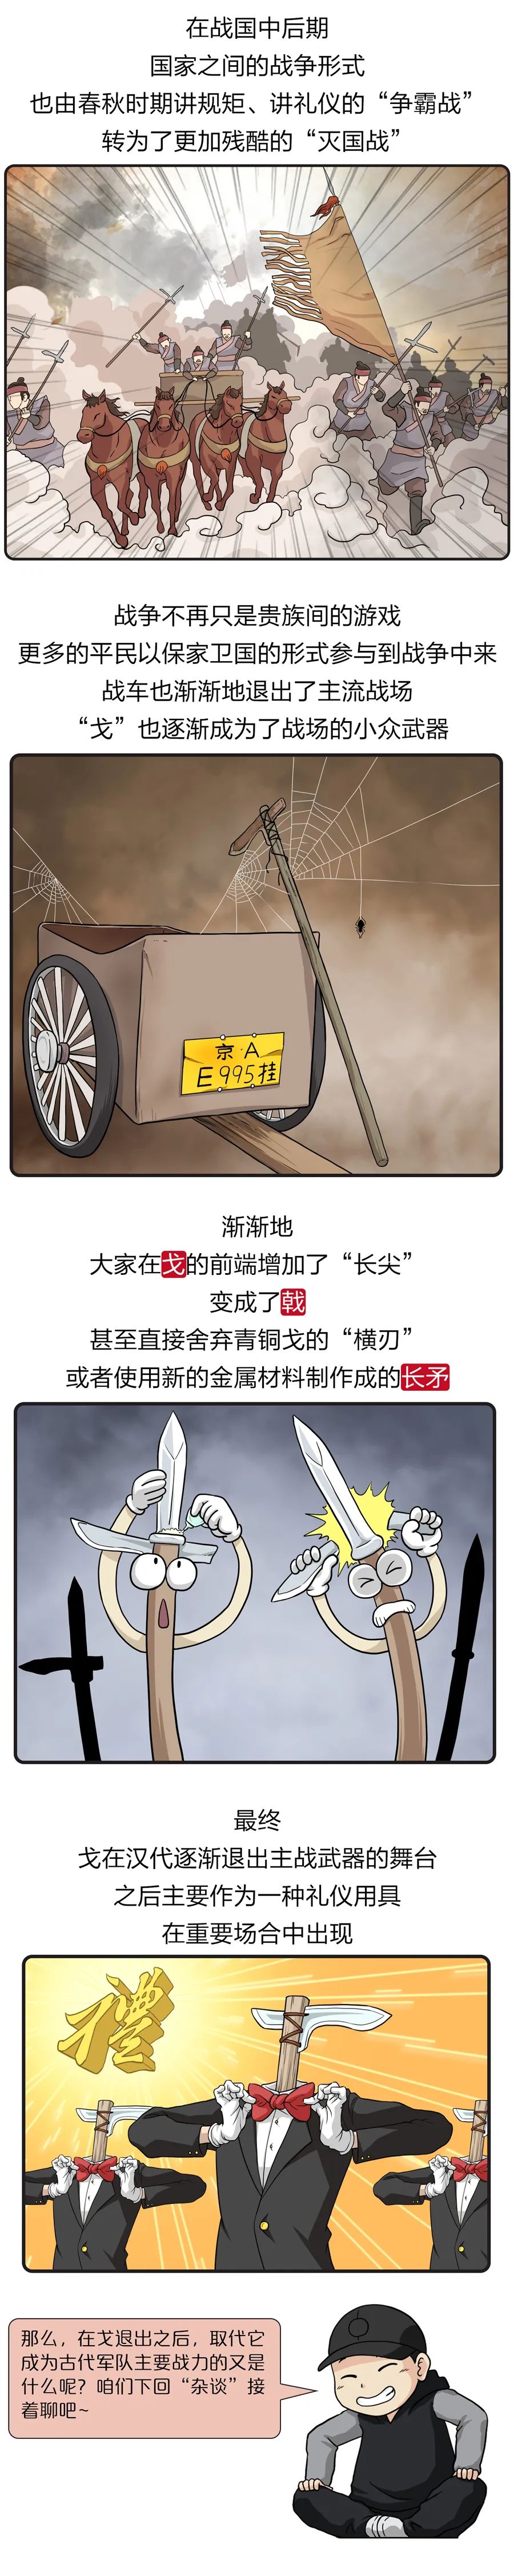 在战国中后期
国家之间的战争形式
也由春秋时期讲规矩、讲礼仪的“争霸战”
转为了更加残酷的“灭国战”
战争不再只是贵族间的游戏
更多的平民以保家卫国的形式参与到战争中来
战车也渐渐地退出了主流战场
“戈”也逐渐成为了战场的小众武器
京·A
E995挂
渐渐地
大家在戈的前端增加了“长尖”
变成了戟
甚至直接舍弃青铜戈的“横刃”
或者使用新的金属材料制作成的长矛
最终
戈在汉代逐渐退出主战武器的舞台
之后主要作为一种礼仪用具
在重要场合中出现
禮
那么，在戈退出之后，取代它
成为古代军队主要战力的又是
什么呢？咱们下回“杂谈”接
着聊吧~